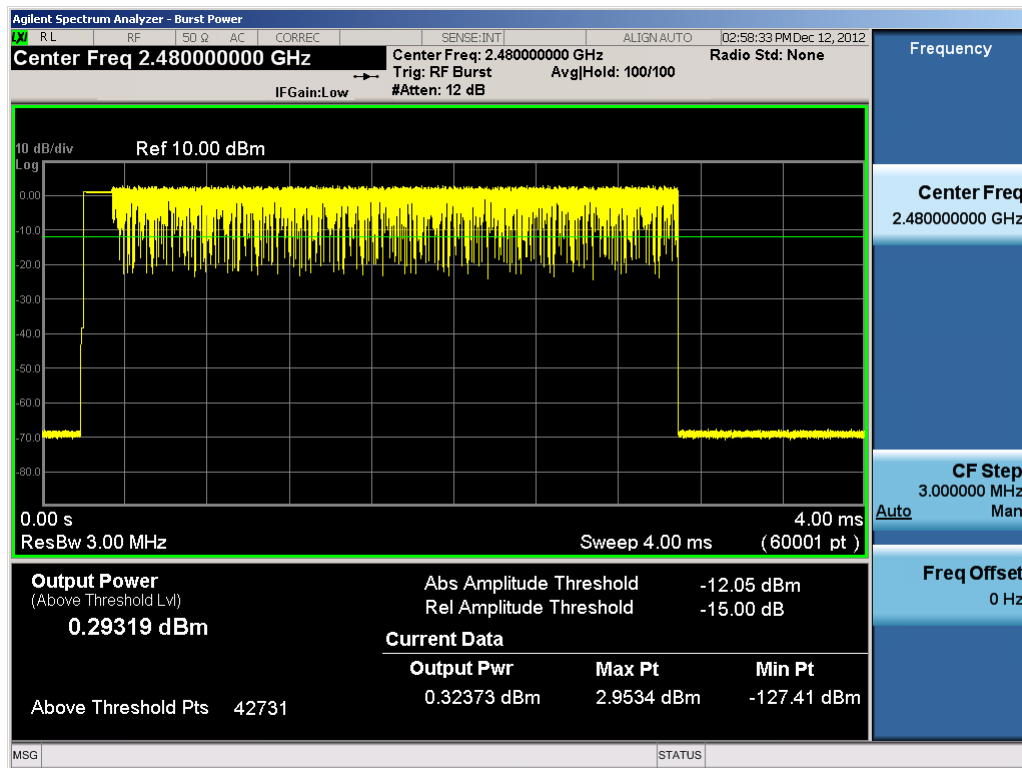 Agilent Spectrum Analyzer - Burst Power
LXI RL RF 50 Ω AC CORREC SENSE:INT ALIGN AUTO 02:58:33 PM Dec 12, 2012
Center Freq 2.480000000 GHz
Center Freq: 2.480000000 GHz Radio Std: None
Trig: RF Burst Avg|Hold: 100/100
IFGain:Low #Atten: 12 dB
Frequency
Center Freq
2.480000000 GHz
CF Step
3.000000 MHz
Auto Man
Freq Offset
0 Hz
10 dB/div Ref 10.00 dBm
Log
0.00
-10.0
-20.0
-30.0
-40.0
-50.0
-60.0
-70.0
-80.0
0.00 s 4.00 ms
ResBw 3.00 MHz Sweep 4.00 ms (60001 pt)
Output Power
(Above Threshold Lvl)
0.29319 dBm
Above Threshold Pts 42731
Abs Amplitude Threshold -12.05 dBm
Rel Amplitude Threshold -15.00 dB
Current Data
Output Pwr Max Pt Min Pt
0.32373 dBm 2.9534 dBm -127.41 dBm
MSG STATUS